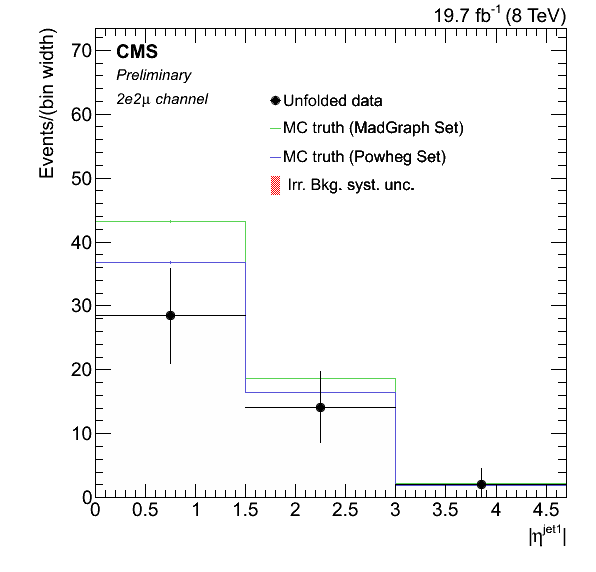 19.7 fb-1 (8 TeV)
CMS
Preliminary
2e2μ channel
Unfolded data
MC truth (MadGraph Set)
MC truth (Powheg Set)
Irr. Bkg. syst. unc.
Events/(bin width)
70
60
50
40
30
20
10
0
0 0.5 1 1.5 2 2.5 3 3.5 4 4.5
|ηjet1|